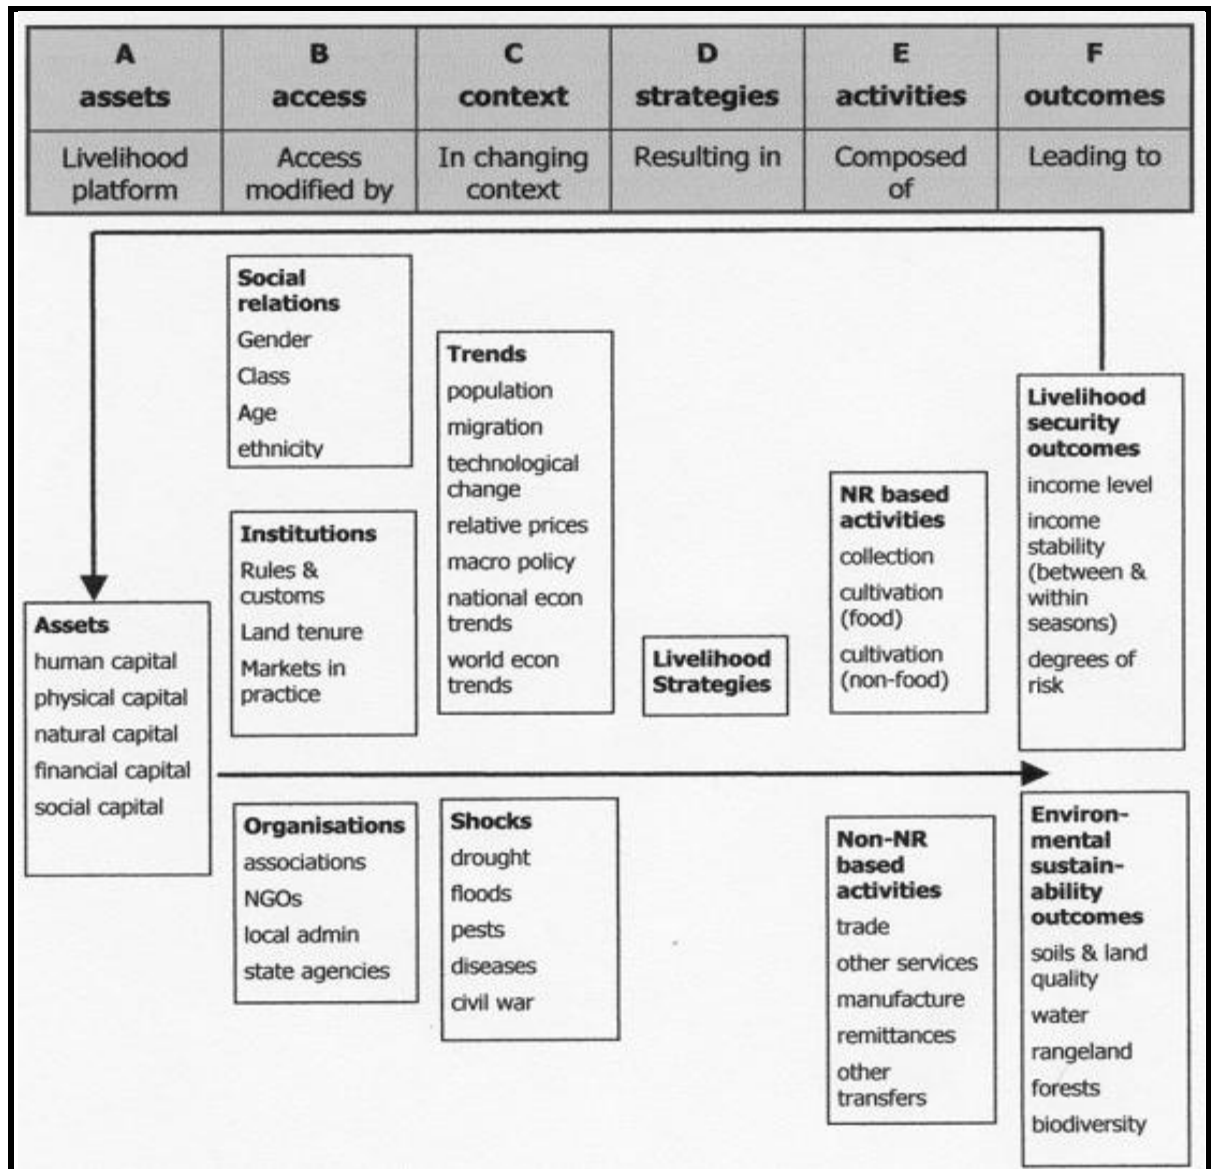 A
assets
B
access
C
context
D
strategies
E
activities
F
outcomes
Livelihood
platform
Access
modified by
In changing
context
Resulting in
Composed
of
Leading to
Assets
human capital
physical capital
natural capital
financial capital
social capital
Social
relations
Gender
Class
Age
ethnicity
Institutions
Rules &
customs
Land tenure
Markets in
practice
Organisations
associations
NGOs
local admin
state agencies
Trends
population
migration
technological
change
relative prices
macro policy
national econ
trends
world econ
trends
Shocks
drought
floods
pests
diseases
civil war
Livelihood
Strategies
NR based
activities
collection
cultivation
(food)
cultivation
(non-food)
Non-NR
based
activities
trade
other services
manufacture
remittances
other
transfers
Livelihood
security
outcomes
income level
income
stability
(between &
within
seasons)
degrees of
risk
Environ-
mental
sustain-
ability
outcomes
soils & land
quality
water
rangeland
forests
biodiversity